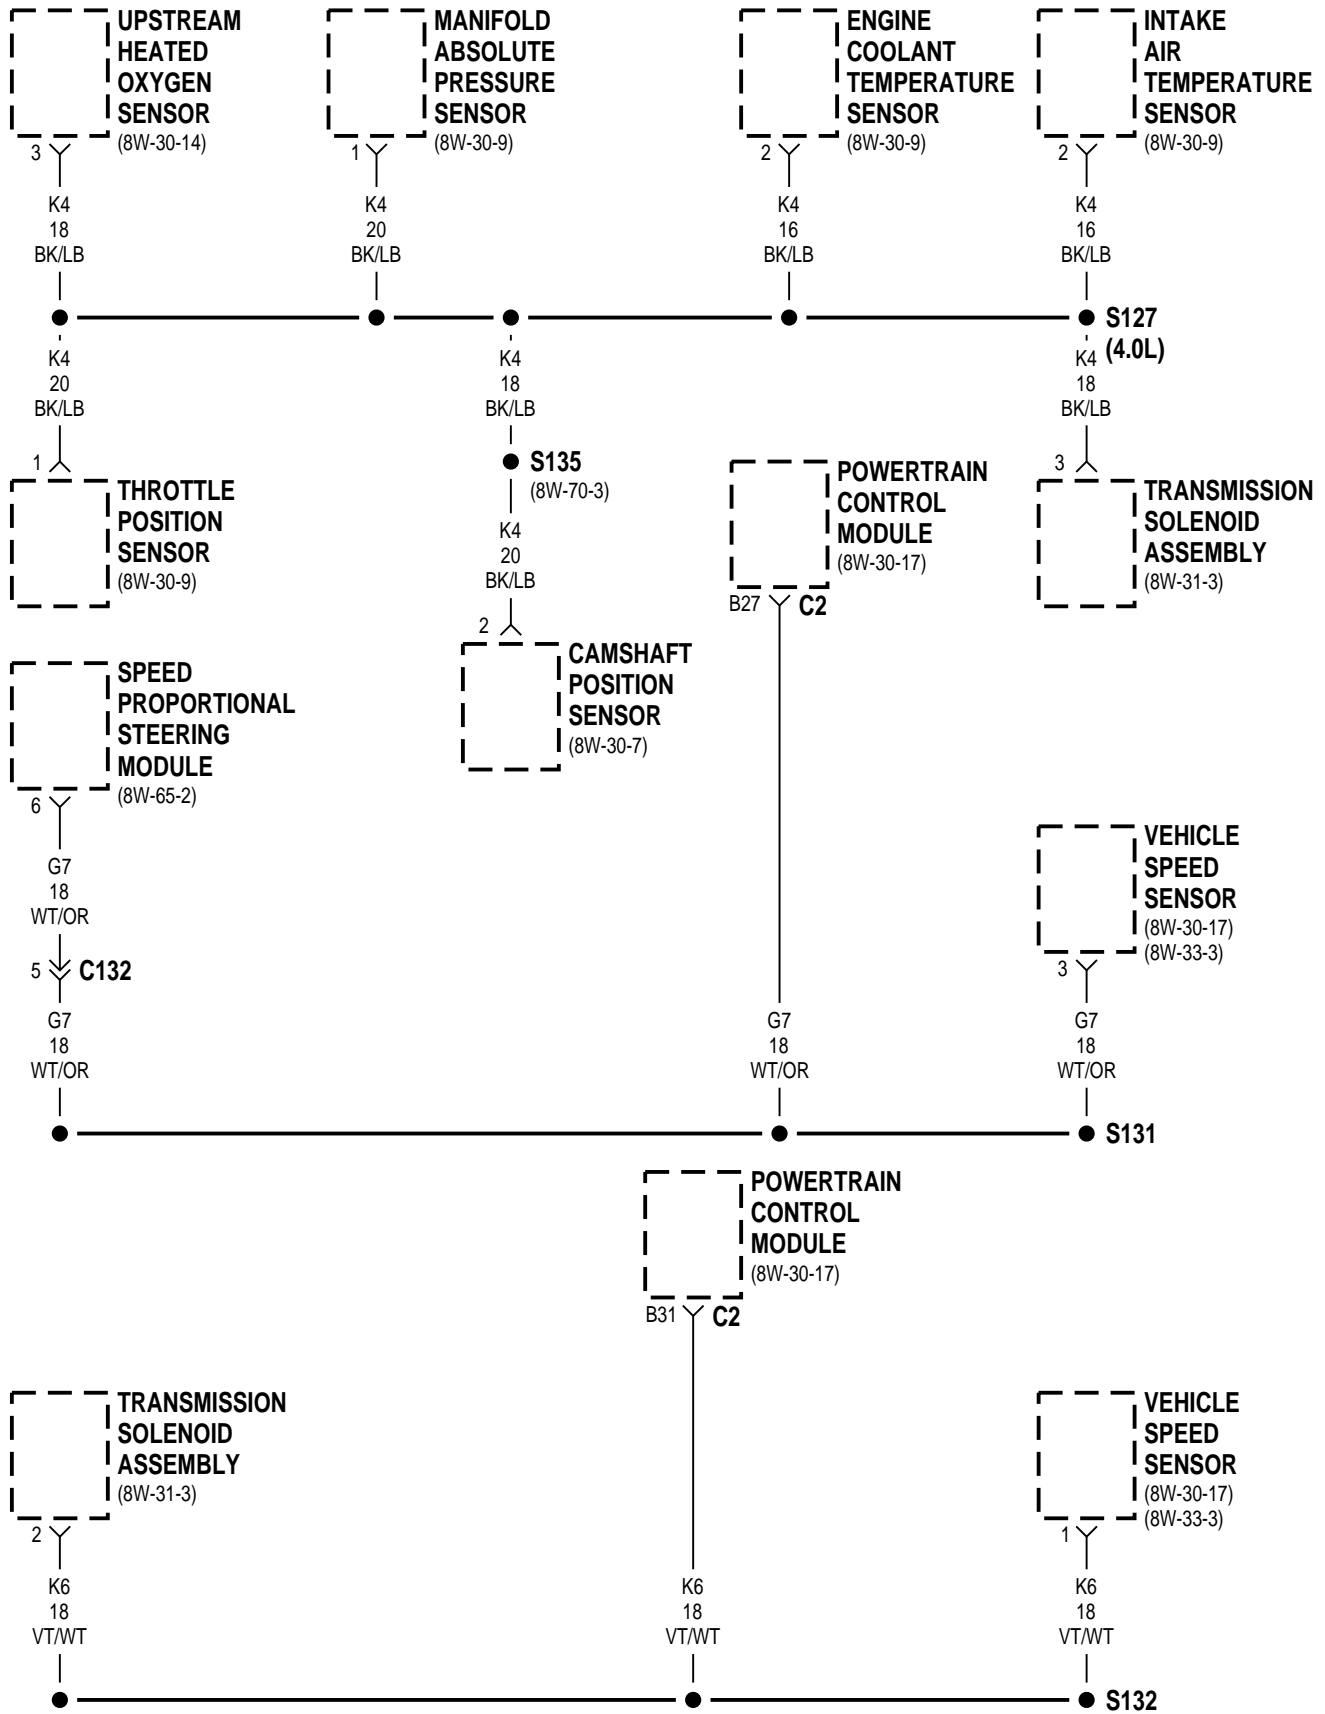 UPSTREAM
HEATED
OXYGEN
SENSOR
(8W-30-14)
3
K4
18
BK/LB
MANIFOLD
ABSOLUTE
PRESSURE
SENSOR
(8W-30-9)
1
K4
20
BK/LB
ENGINE
COOLANT
TEMPERATURE
SENSOR
(8W-30-9)
2
K4
16
BK/LB
INTAKE
AIR
TEMPERATURE
SENSOR
(8W-30-9)
2
K4
16
BK/LB
S127
(4.0L)
K4
20
BK/LB
1
THROTTLE
POSITION
SENSOR
(8W-30-9)
K4
18
BK/LB
S135
(8W-70-3)
K4
20
BK/LB
2
CAMSHAFT
POSITION
SENSOR
(8W-30-7)
POWERTRAIN
CONTROL
MODULE
(8W-30-17)
B27
C2
K4
18
BK/LB
3
TRANSMISSION
SOLENOID
ASSEMBLY
(8W-31-3)
SPEED
PROPORTIONAL
STEERING
MODULE
(8W-65-2)
6
G7
18
WT/OR
5
C132
G7
18
WT/OR
G7
18
WT/OR
VEHICLE
SPEED
SENSOR
(8W-30-17)
(8W-33-3)
3
G7
18
WT/OR
S131
POWERTRAIN
CONTROL
MODULE
(8W-30-17)
B31
C2
TRANSMISSION
SOLENOID
ASSEMBLY
(8W-31-3)
2
K6
18
VT/WT
K6
18
VT/WT
VEHICLE
SPEED
SENSOR
(8W-30-17)
(8W-33-3)
1
K6
18
VT/WT
S132